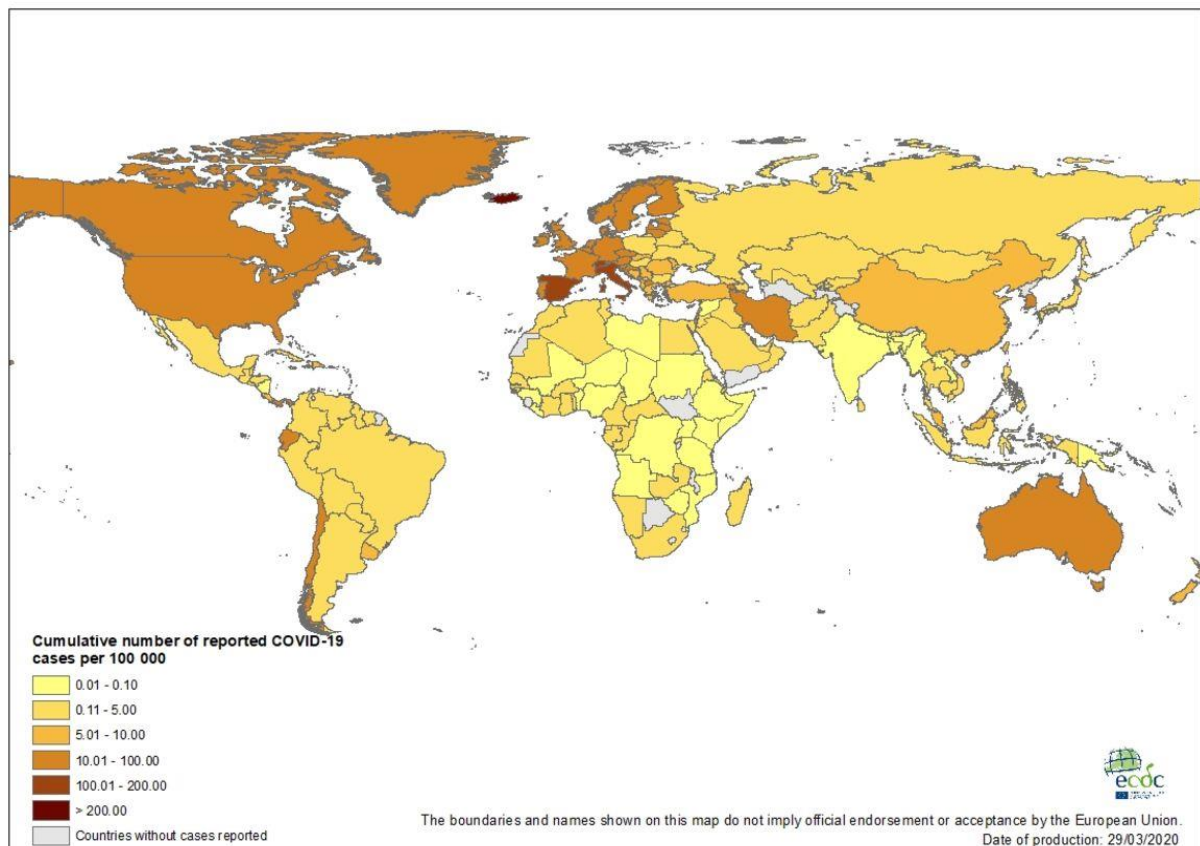 Cumulative number of reported COVID-19
cases per 100 000
0.01 - 0.10
0.11 - 5.00
5.01 - 10.00
10.01 - 100.00
100.01 - 200.00
> 200.00
Countries without cases reported
ecdc
The boundaries and names shown on this map do not imply official endorsement or acceptance by the European Union.
Date of production: 29/03/2020